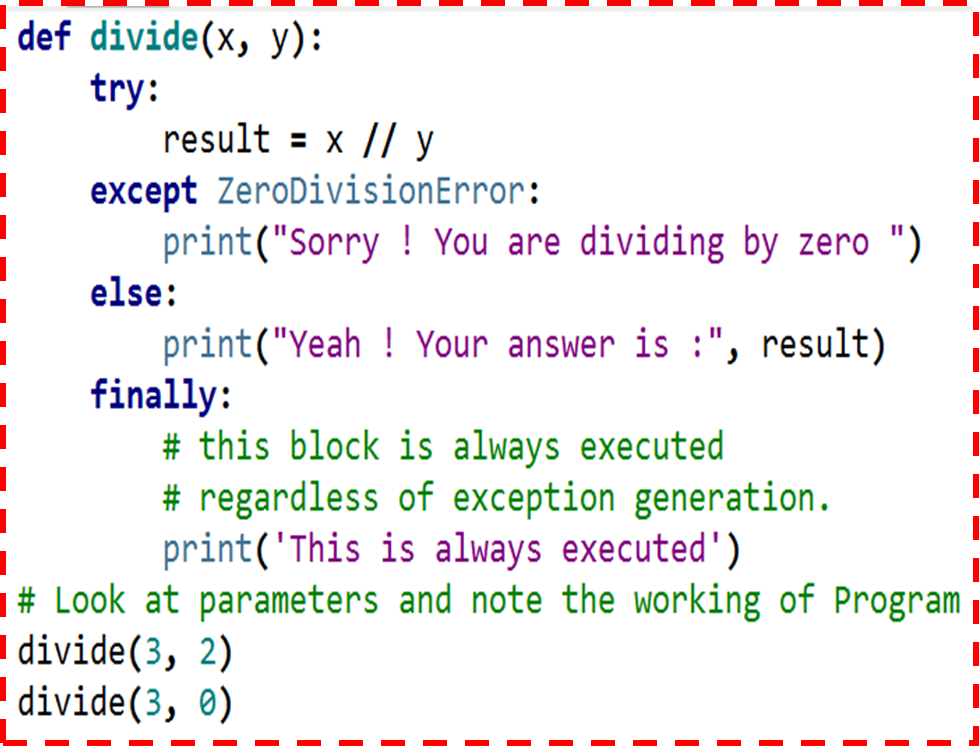 def divide(x, y):
    try:
        result = x // y
    except ZeroDivisionError:
        print("Sorry ! You are dividing by zero ")
    else:
        print("Yeah ! Your answer is :", result)
    finally:
        # this block is always executed
        # regardless of exception generation.
        print('This is always executed')
# Look at parameters and note the working of Program
divide(3, 2)
divide(3, 0)